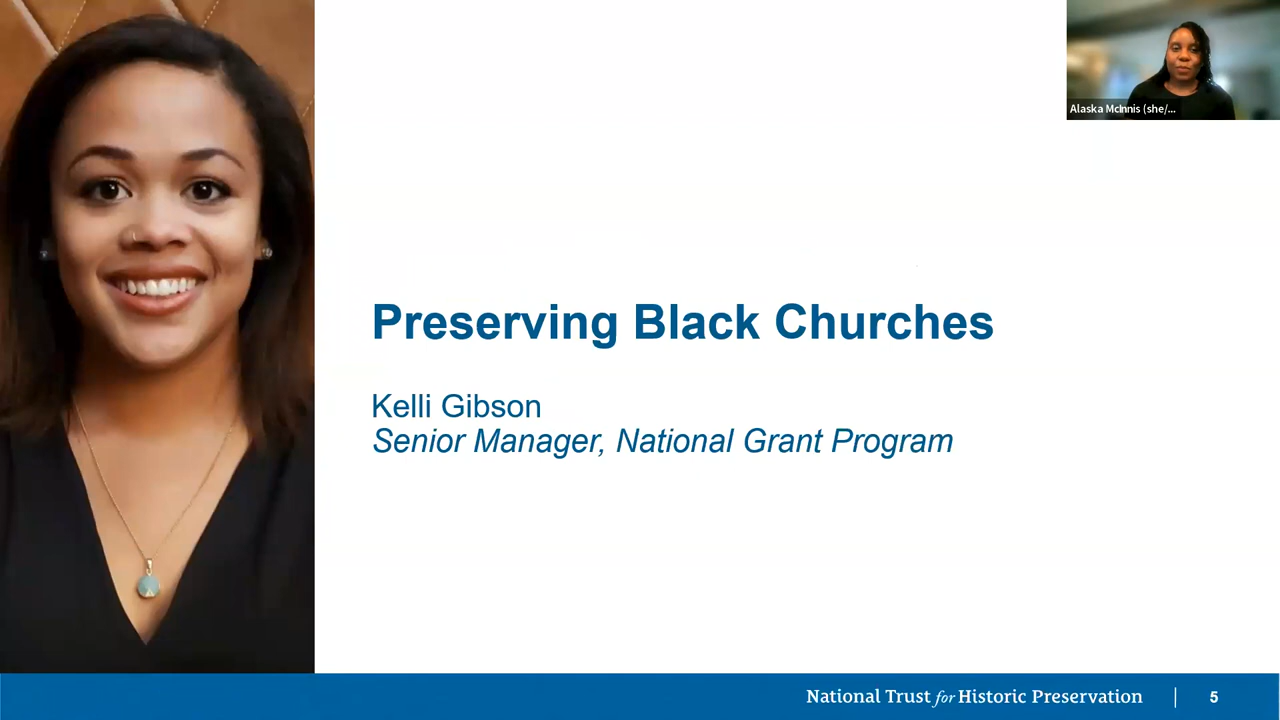 Alaska McInnis (she/...
Preserving Black Churches
Kelli Gibson
Senior Manager, National Grant Program
National Trust for Historic Preservation | 5